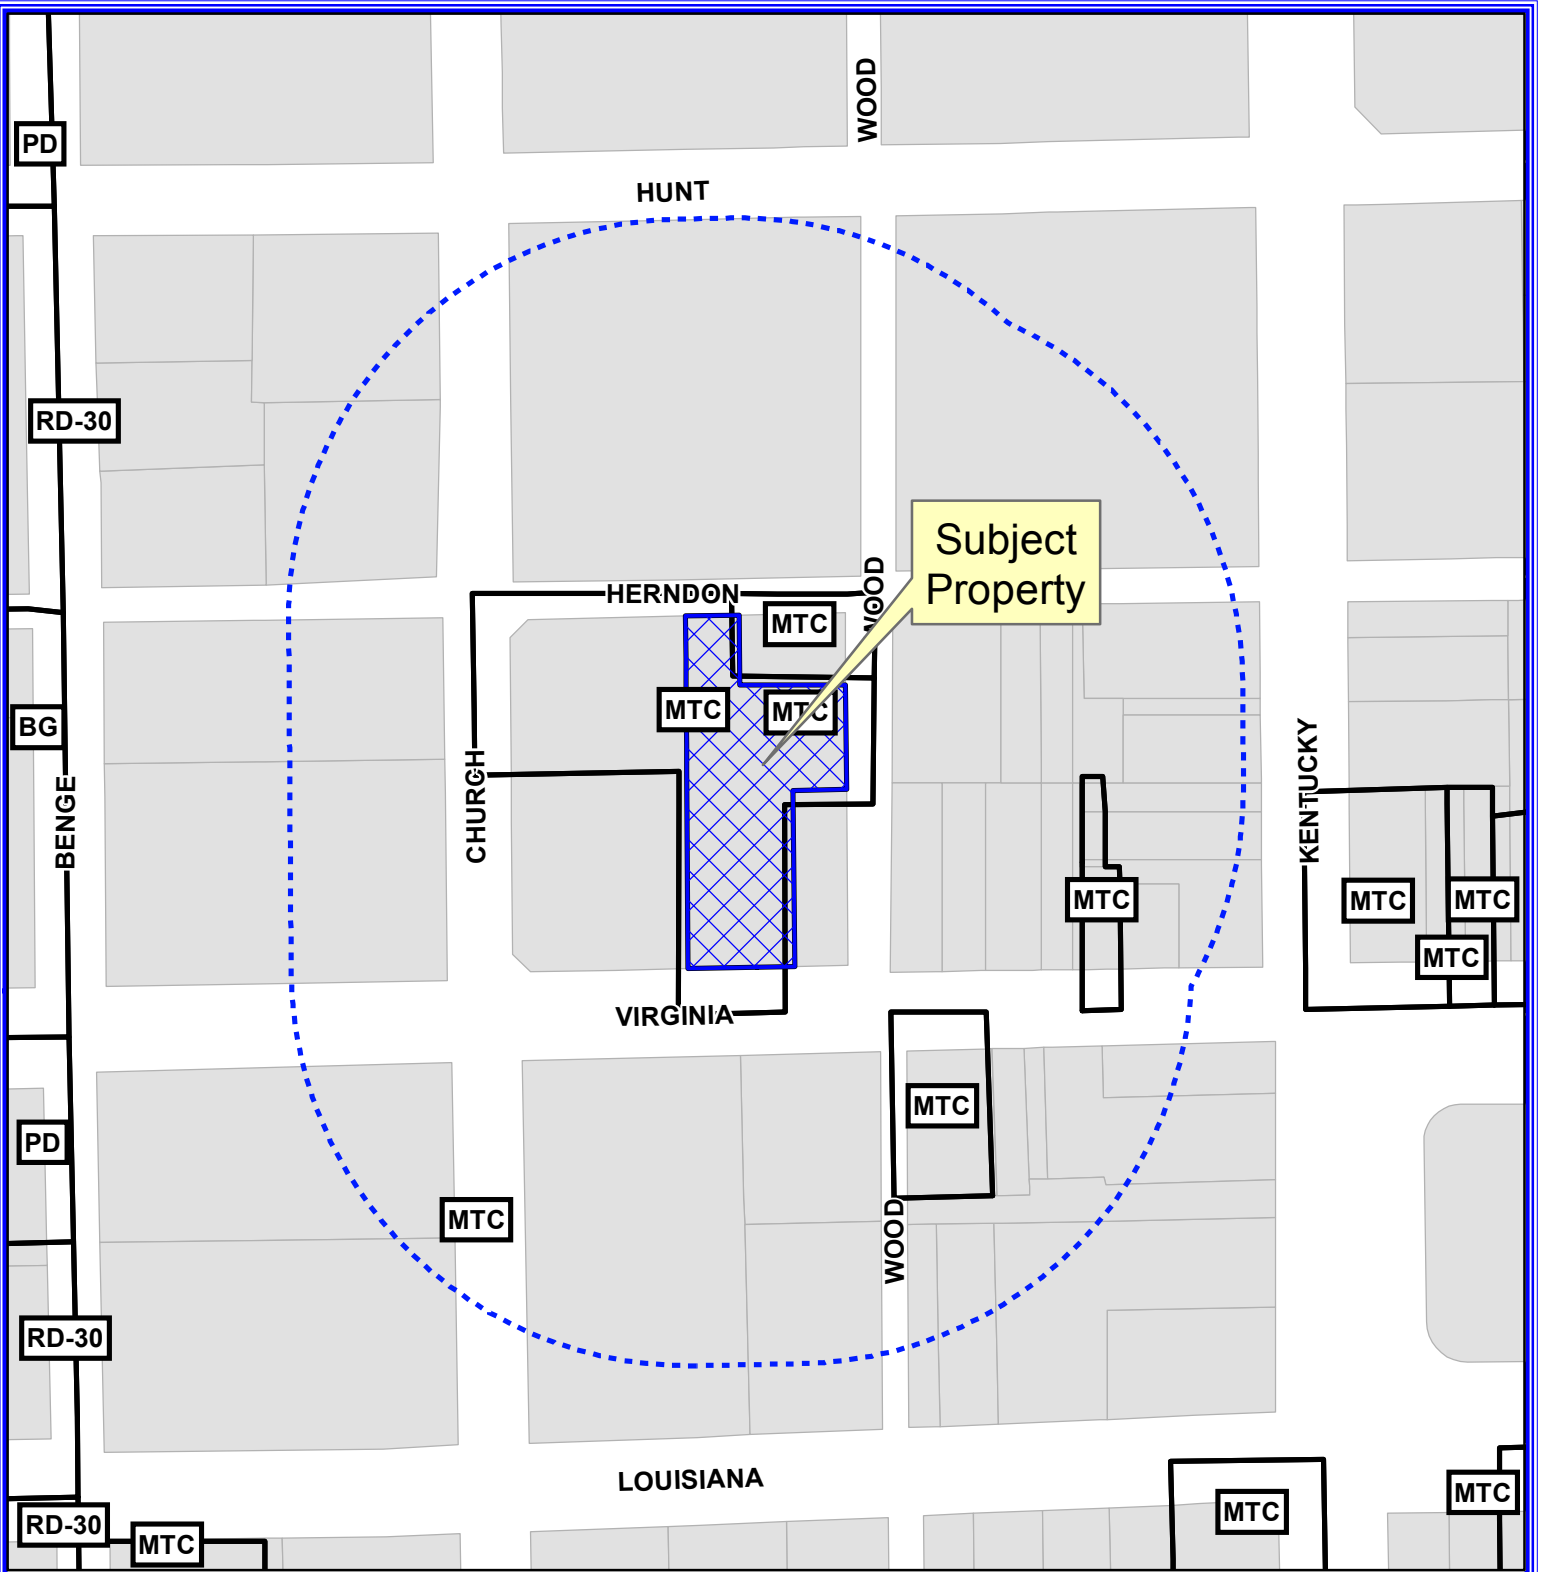 WOOD
PD
HUNT
RD-30
Subject
Property
HERNDON
WOOD
MTC
MTC
MTC
BG
BENGE
CHURCH
KENTUCKY
MTC
MTC
MTC
MTC
VIRGINIA
MTC
PD
MTC
WOOD
RD-30
LOUISIANA
MTC
MTC
RD-30
MTC